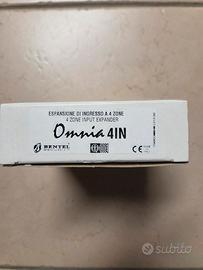 ESPANSIONE DI INGRESSO A 4 ZONE
4 ZONE INPUT EXPANDER
Omnia 4IN
BENTEL
CE
subito